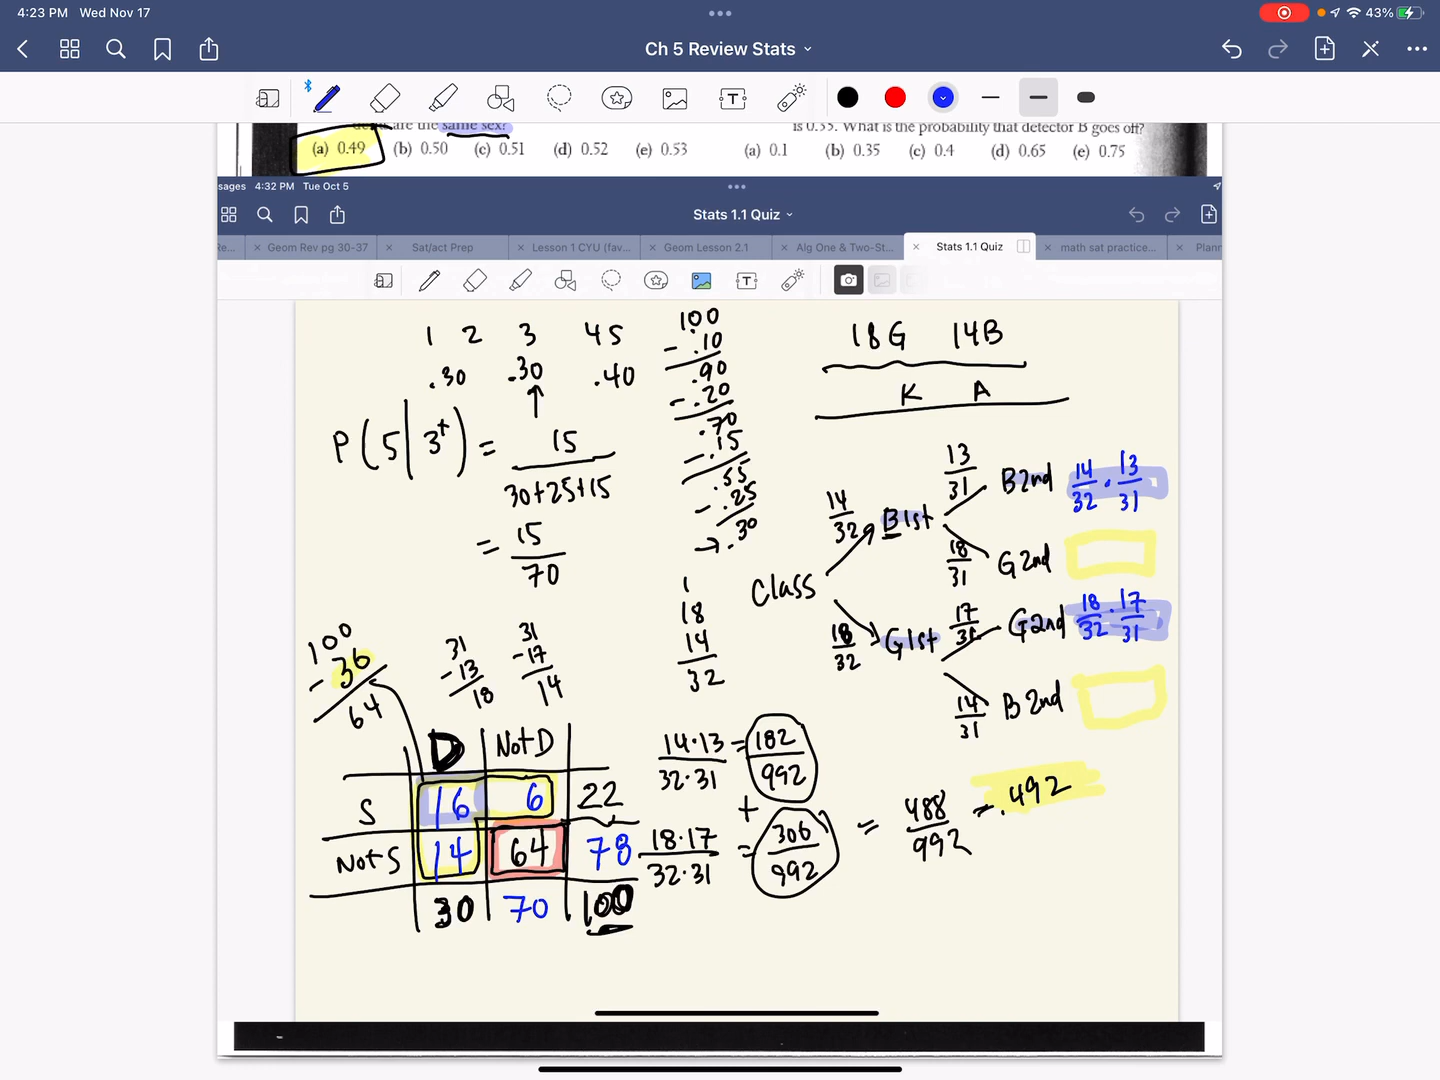 4:23 PM Wed Nov 17
43%
Ch 5 Review Stats
are the same sex?
is 0.35. What is the probability that detector B goes off?
(a) 0.49 (b) 0.50 (c) 0.51 (d) 0.52 (e) 0.53
(a) 0.1 (b) 0.35 (c) 0.4 (d) 0.65 (e) 0.75
sages 4:32 PM Tue Oct 5
Stats 1.1 Quiz
Re... × Geom Rev pg 30-37 × Sat/act Prep × Lesson 1 CYU (fav... × Geom Lesson 2.1 × Alg One & Two-St... × Stats 1.1 Quiz × math sat practice... × Plann
1 2 3 4 5
.30 .30 .40
P(5|3+) = 15
30+25+15
= 15
70
100
- .10
.90
- .20
.70
- .15
.55
- .25
→ .30
18G 14B
K A
Class
14/32 B1st
13/31 B2nd 14/32 · 13/31
18/31 G2nd
18/32 G1st
17/31 G2nd 18/32 · 17/31
14/31 B2nd
1
18
14
32
100
- 36
64
31
- 13
18
31
- 17
14
D Not D
S 16 6 22
Not S 14 64 78
30 70 100
14·13/32·31 = 182/992
+
18·17/32·31 = 306/992
= 488/992 = .492